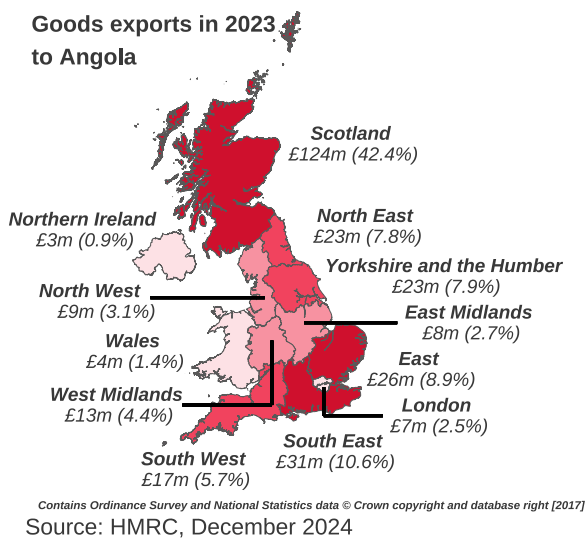 Goods exports in 2023
to Angola
Scotland
£124m (42.4%)
Northern Ireland
£3m (0.9%)
North East
£23m (7.8%)
Yorkshire and the Humber
£23m (7.9%)
North West
£9m (3.1%)
East Midlands
£8m (2.7%)
Wales
£4m (1.4%)
East
£26m (8.9%)
West Midlands
£13m (4.4%)
London
£7m (2.5%)
South East
£31m (10.6%)
South West
£17m (5.7%)
Contains Ordinance Survey and National Statistics data © Crown copyright and database right [2017]
Source: HMRC, December 2024